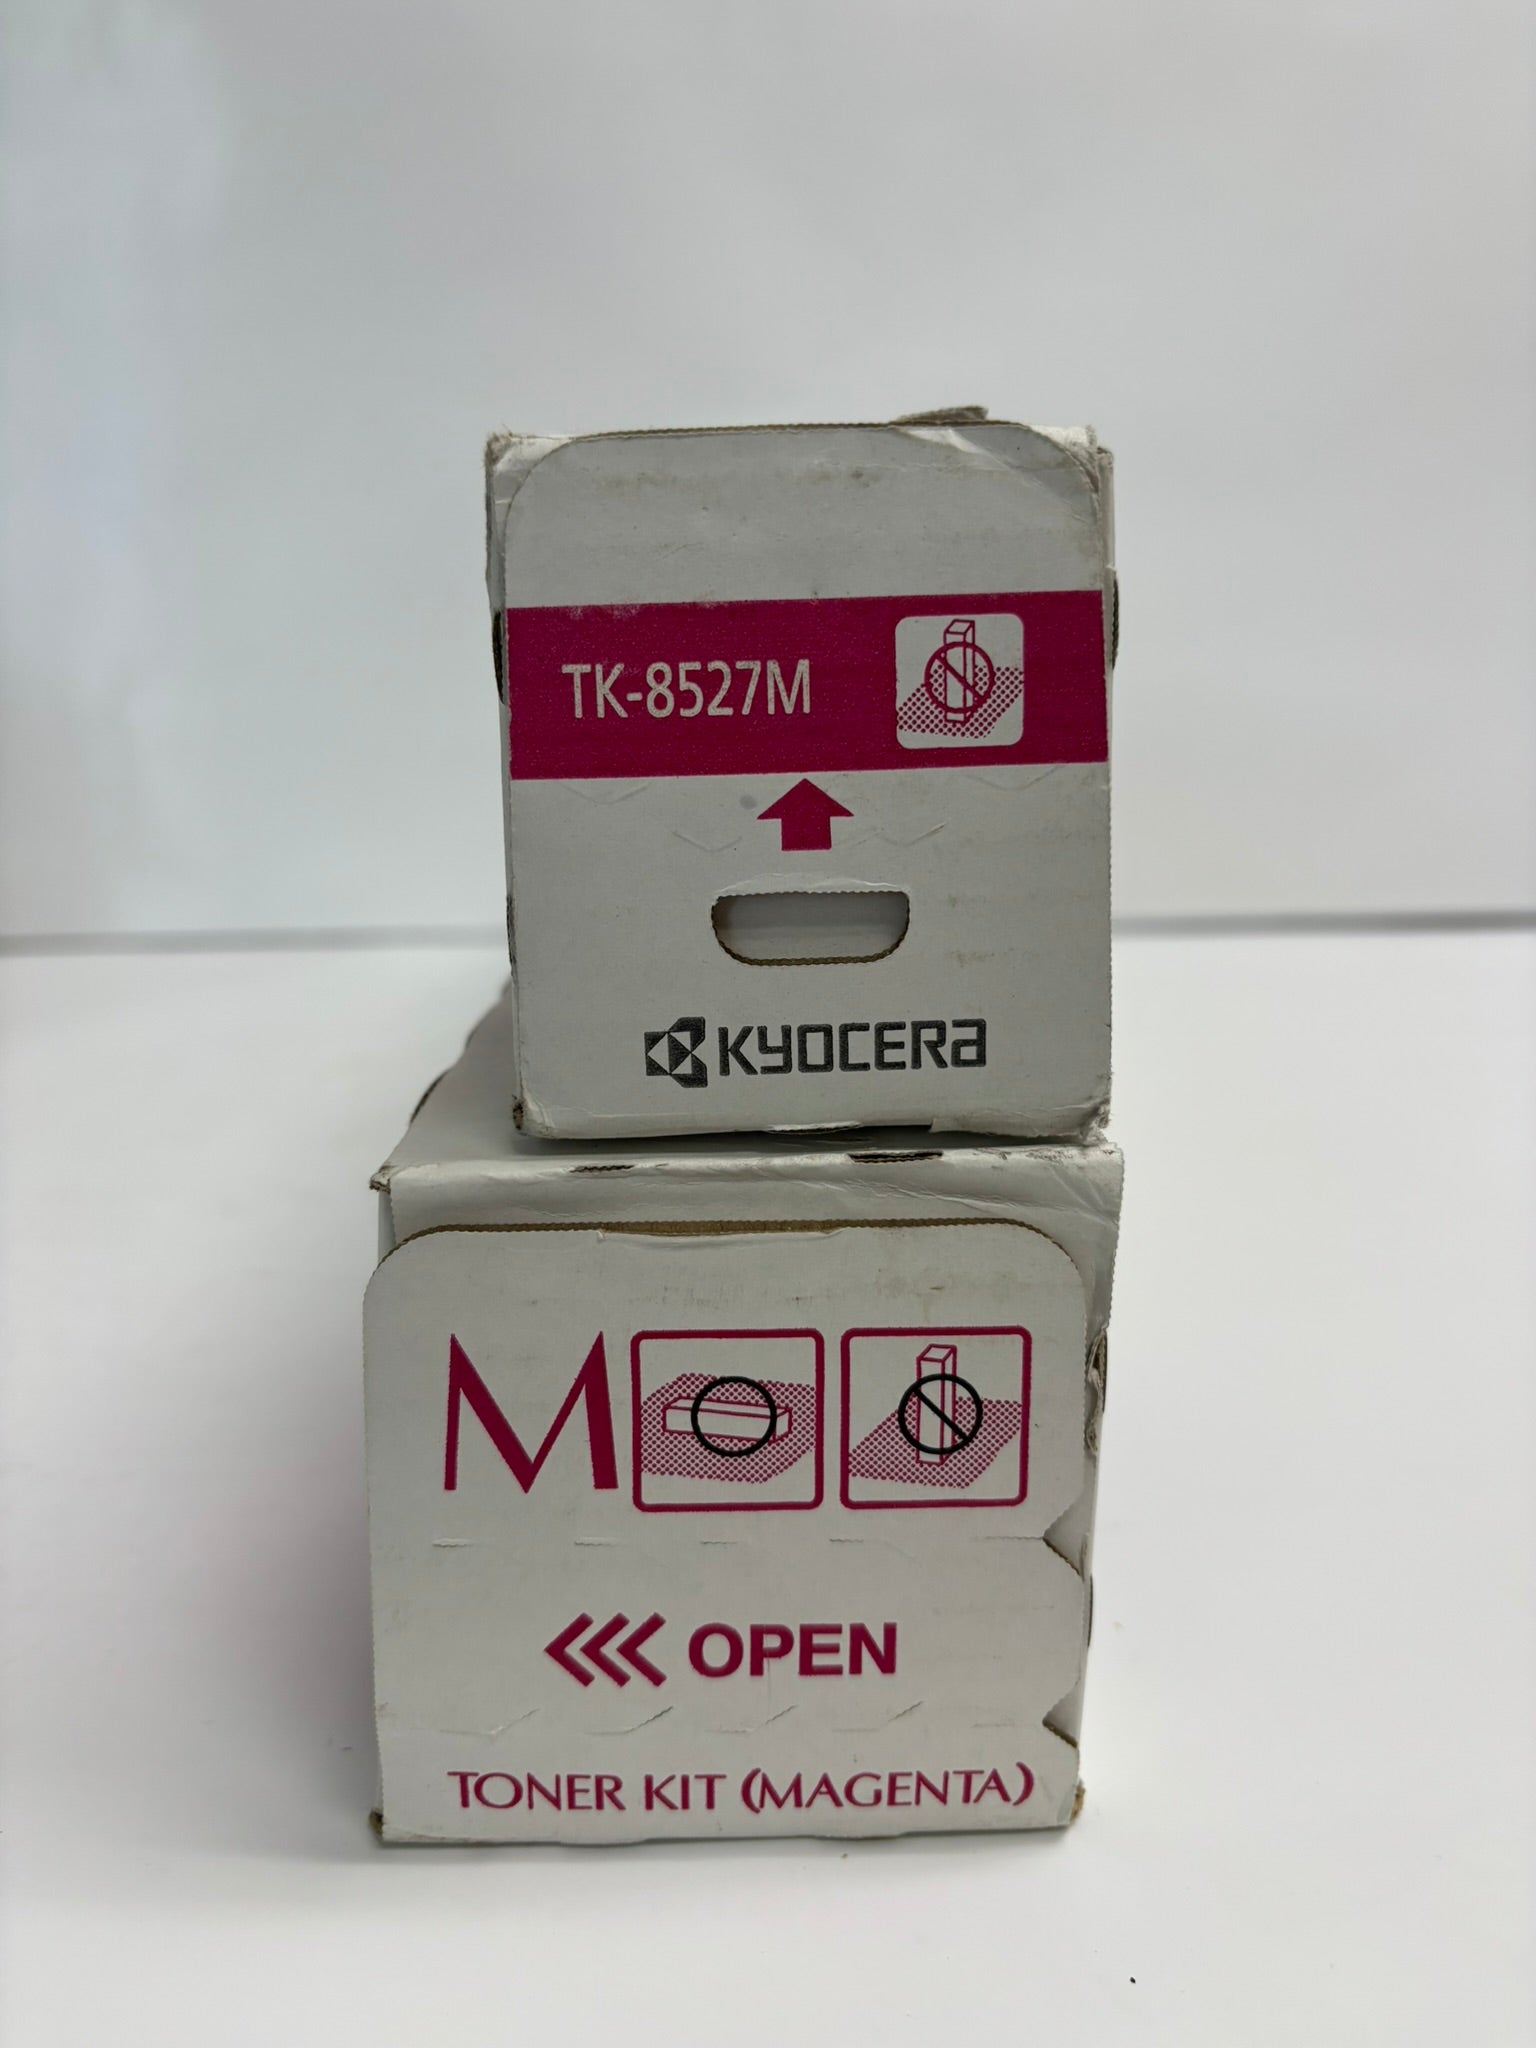 TK-8527M
KYOCERA
M
OPEN
TONER KIT (MAGENTA)